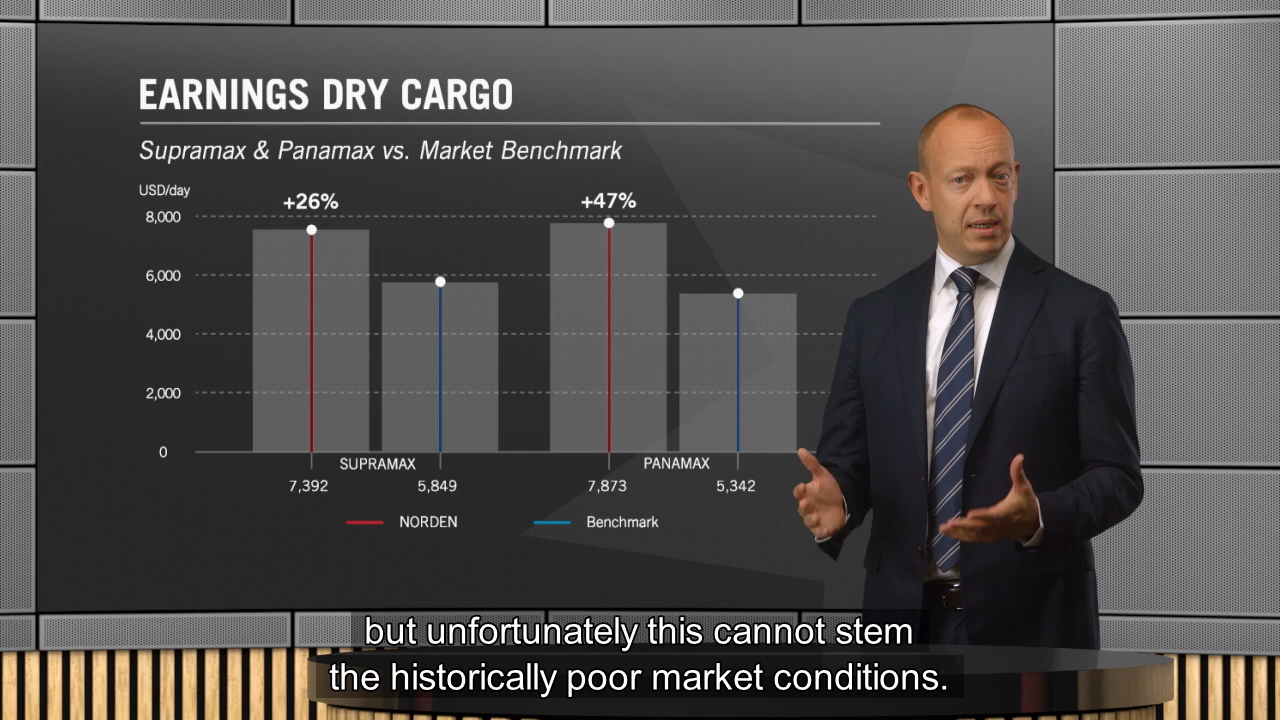 EARNINGS DRY CARGO
Supramax & Panamax vs. Market Benchmark
USD/day
+26%
+47%
8,000
6,000
4,000
2,000
0
SUPRAMAX
PANAMAX
7,392
5,849
7,873
5,342
NORDEN
Benchmark
but unfortunately this cannot stem
the historically poor market conditions.